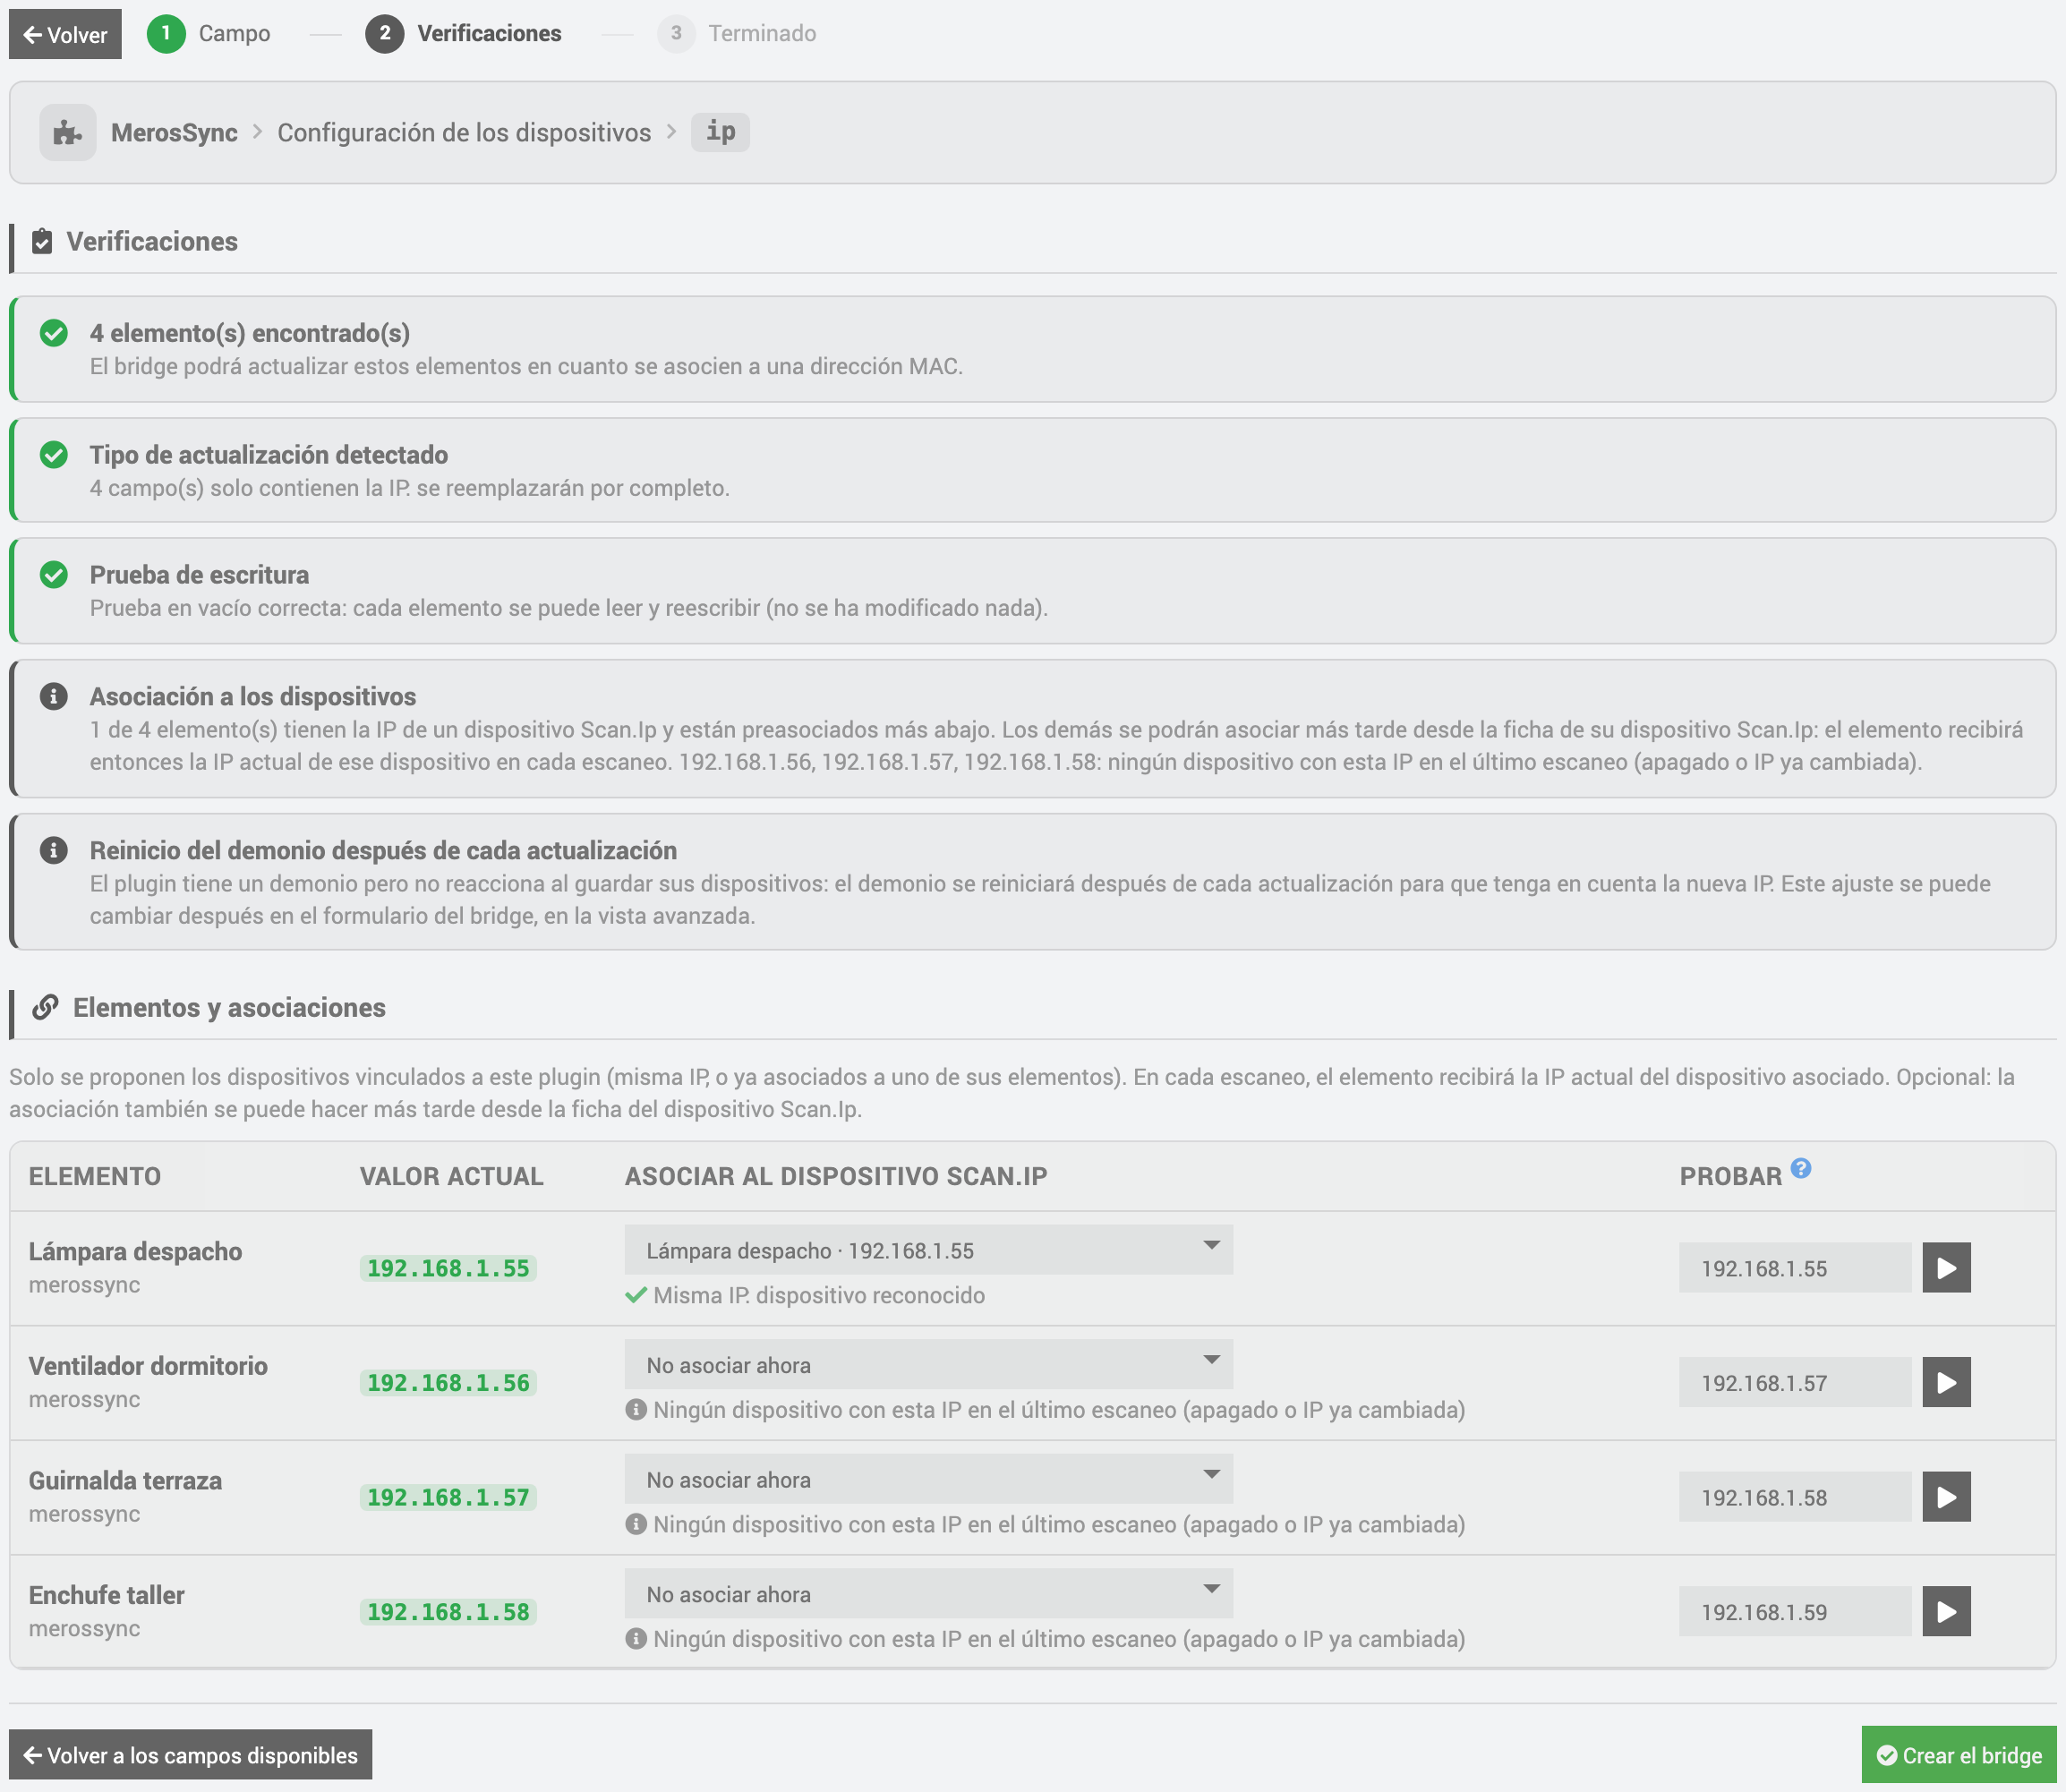 Volver
1 Campo
2 Verificaciones
3 Terminado
MerosSync > Configuración de los dispositivos > ip
Verificaciones
4 elemento(s) encontrado(s)
El bridge podrá actualizar estos elementos en cuanto se asocien a una dirección MAC.
Tipo de actualización detectado
4 campo(s) solo contienen la IP. se reemplazarán por completo.
Prueba de escritura
Prueba en vacío correcta: cada elemento se puede leer y reescribir (no se ha modificado nada).
Asociación a los dispositivos
1 de 4 elemento(s) tienen la IP de un dispositivo Scan.Ip y están preasociados más abajo. Los demás se podrán asociar más tarde desde la ficha de su dispositivo Scan.Ip: el elemento recibirá
entonces la IP actual de ese dispositivo en cada escaneo. 192.168.1.56, 192.168.1.57, 192.168.1.58: ningún dispositivo con esta IP en el último escaneo (apagado o IP ya cambiada).
Reinicio del demonio después de cada actualización
El plugin tiene un demonio pero no reacciona al guardar sus dispositivos: el demonio se reiniciará después de cada actualización para que tenga en cuenta la nueva IP. Este ajuste se puede
cambiar después en el formulario del bridge, en la vista avanzada.
Elementos y asociaciones
Solo se proponen los dispositivos vinculados a este plugin (misma IP, o ya asociados a uno de sus elementos). En cada escaneo, el elemento recibirá la IP actual del dispositivo asociado. Opcional: la
asociación también se puede hacer más tarde desde la ficha del dispositivo Scan.Ip.
ELEMENTO VALOR ACTUAL ASOCIAR AL DISPOSITIVO SCAN.IP PROBAR ?
Lámpara despacho
merossync
192.168.1.55
Lámpara despacho · 192.168.1.55
Misma IP. dispositivo reconocido
192.168.1.55
Ventilador dormitorio
merossync
192.168.1.56
No asociar ahora
Ningún dispositivo con esta IP en el último escaneo (apagado o IP ya cambiada)
192.168.1.57
Guirnalda terraza
merossync
192.168.1.57
No asociar ahora
Ningún dispositivo con esta IP en el último escaneo (apagado o IP ya cambiada)
192.168.1.58
Enchufe taller
merossync
192.168.1.58
No asociar ahora
Ningún dispositivo con esta IP en el último escaneo (apagado o IP ya cambiada)
192.168.1.59
Volver a los campos disponibles
Crear el bridge